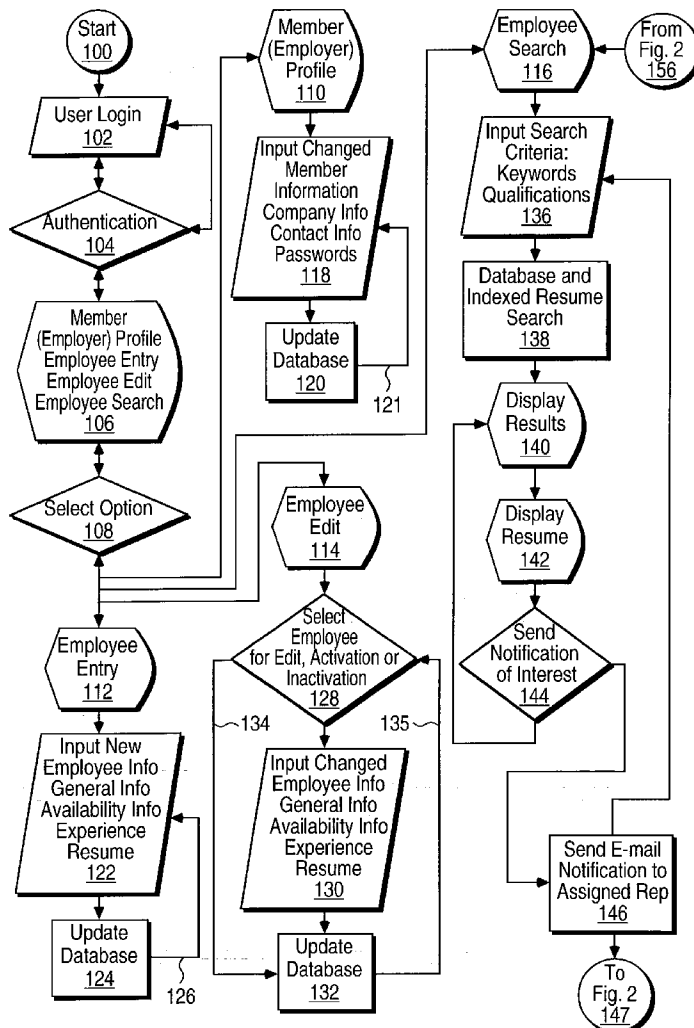 Start
100
User Login
102
Authentication
104
Member
(Employer) Profile
Employee Entry
Employee Edit
Employee Search
106
Select Option
108
Employee
Entry
112
Input New
Employee Info
General Info
Availability Info
Experience
Resume
122
Update
Database
124
126
Member
(Employer)
Profile
110
Input Changed
Member
Information
Company Info
Contact Info
Passwords
118
Update
Database
120
121
Employee
Edit
114
Select
Employee
for Edit, Activation or
Inactivation
128
134
135
Input Changed
Employee Info
General Info
Availability Info
Experience
Resume
130
Update
Database
132
Employee
Search
116
From
Fig. 2
156
Input Search
Criteria:
Keywords
Qualifications
136
Database and
Indexed Resume
Search
138
Display
Results
140
Display
Resume
142
Send
Notification
of Interest
144
Send E-mail
Notification to
Assigned Rep
146
To
Fig. 2
147